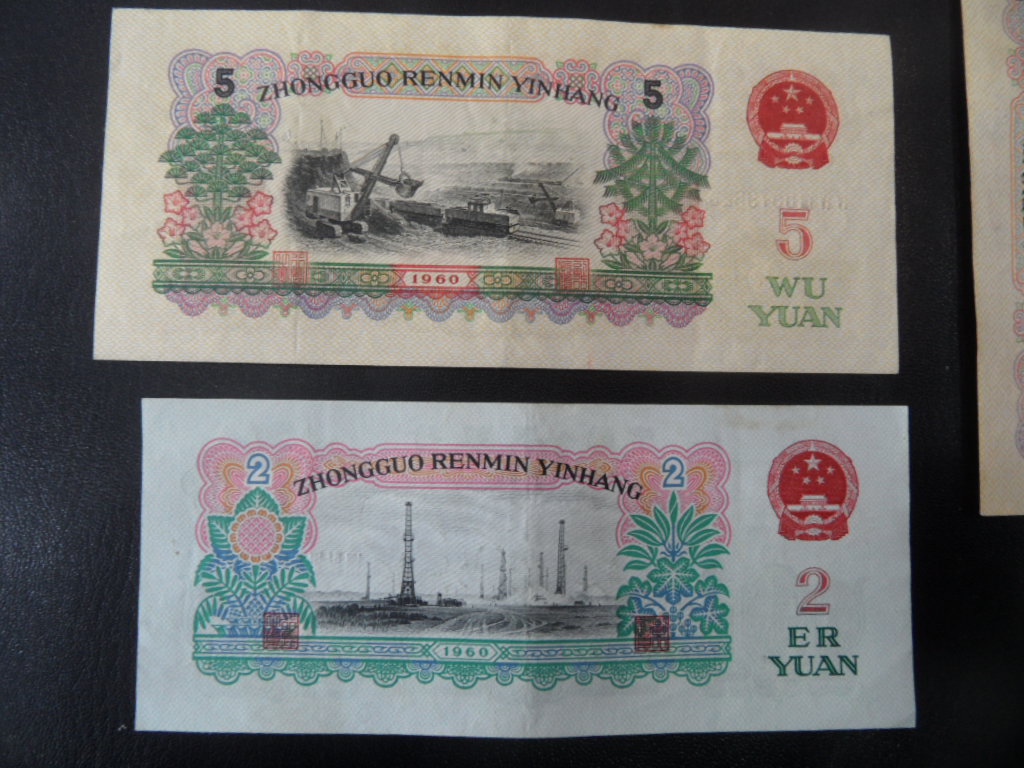 5 ZHONGGUO RENMIN YINHANG 5
5
WU
YUAN
1960
2 ZHONGGUO RENMIN YINHANG 2
2
ER
YUAN
1960